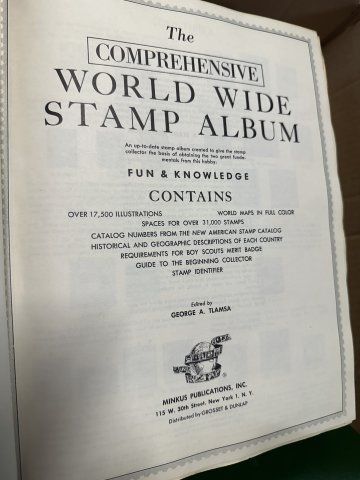 The
COMPREHENSIVE
WORLD WIDE
STAMP ALBUM
An up-to-date stamp album created to give the stamp
collector the basis of obtaining the two great funda-
mentals from this hobby:
FUN & KNOWLEDGE
CONTAINS
OVER 17,500 ILLUSTRATIONS WORLD MAPS IN FULL COLOR
SPACES FOR OVER 31,000 STAMPS
CATALOG NUMBERS FROM THE NEW AMERICAN STAMP CATALOG
HISTORICAL AND GEOGRAPHIC DESCRIPTIONS OF EACH COUNTRY
REQUIREMENTS FOR BOY SCOUTS MERIT BADGE
GUIDE TO THE BEGINNING COLLECTOR
STAMP IDENTIFIER
Edited by
GEORGE A. TLAMSA
MINKUS PUBLICATIONS, INC.
115 W. 30th Street, New York 1, N. Y.
Distributed by GROSSET & DUNLAP